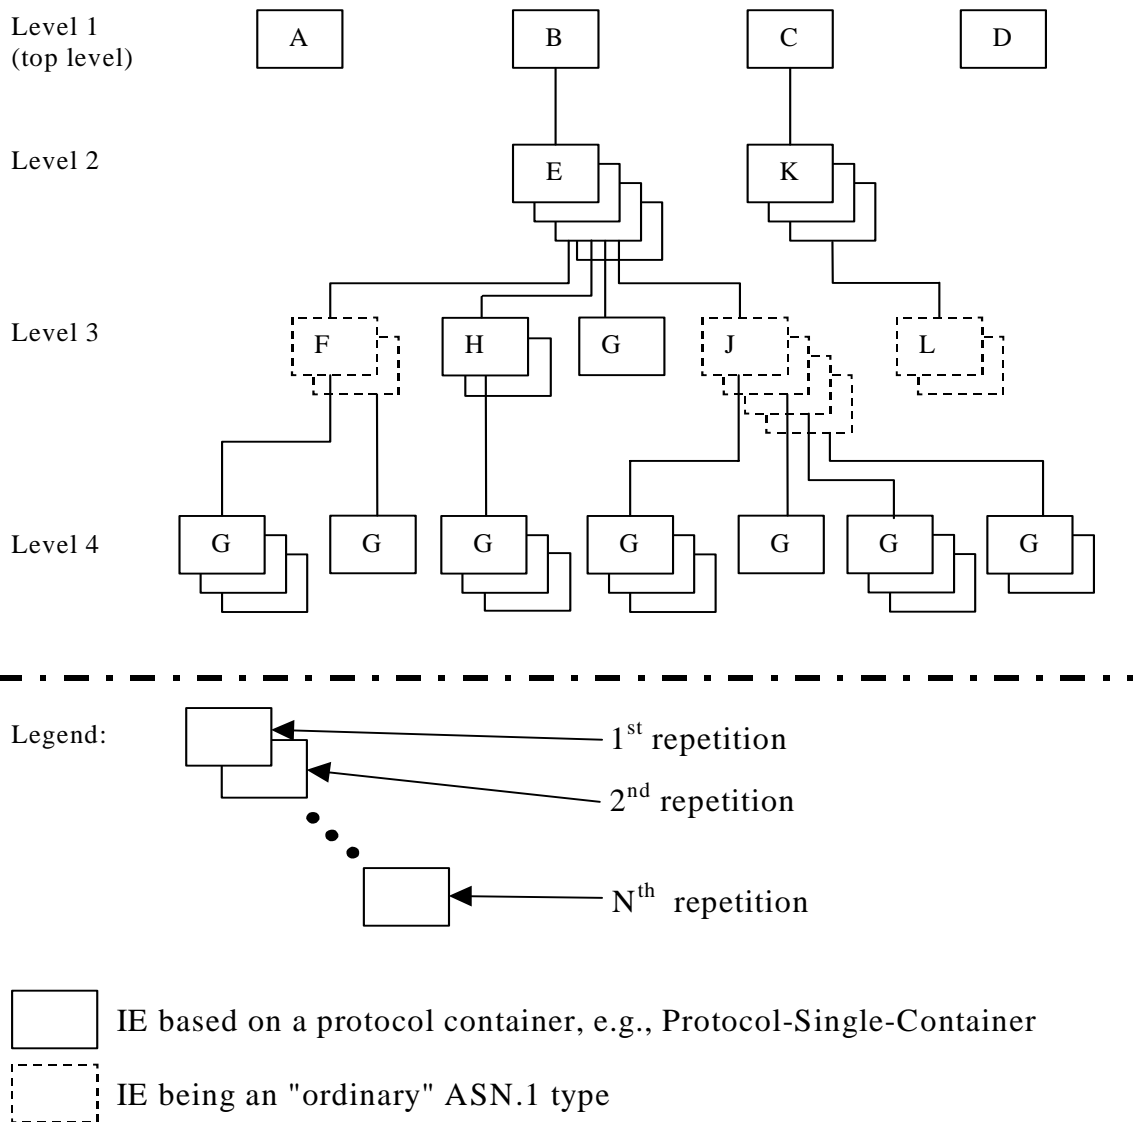 Level 1
(top level)
A B C D
Level 2
E K
Level 3
F H G J L
Level 4
G G G G G G G
Legend:
1st repetition
2nd repetition
Nth repetition
IE based on a protocol container, e.g., Protocol-Single-Container
IE being an "ordinary" ASN.1 type